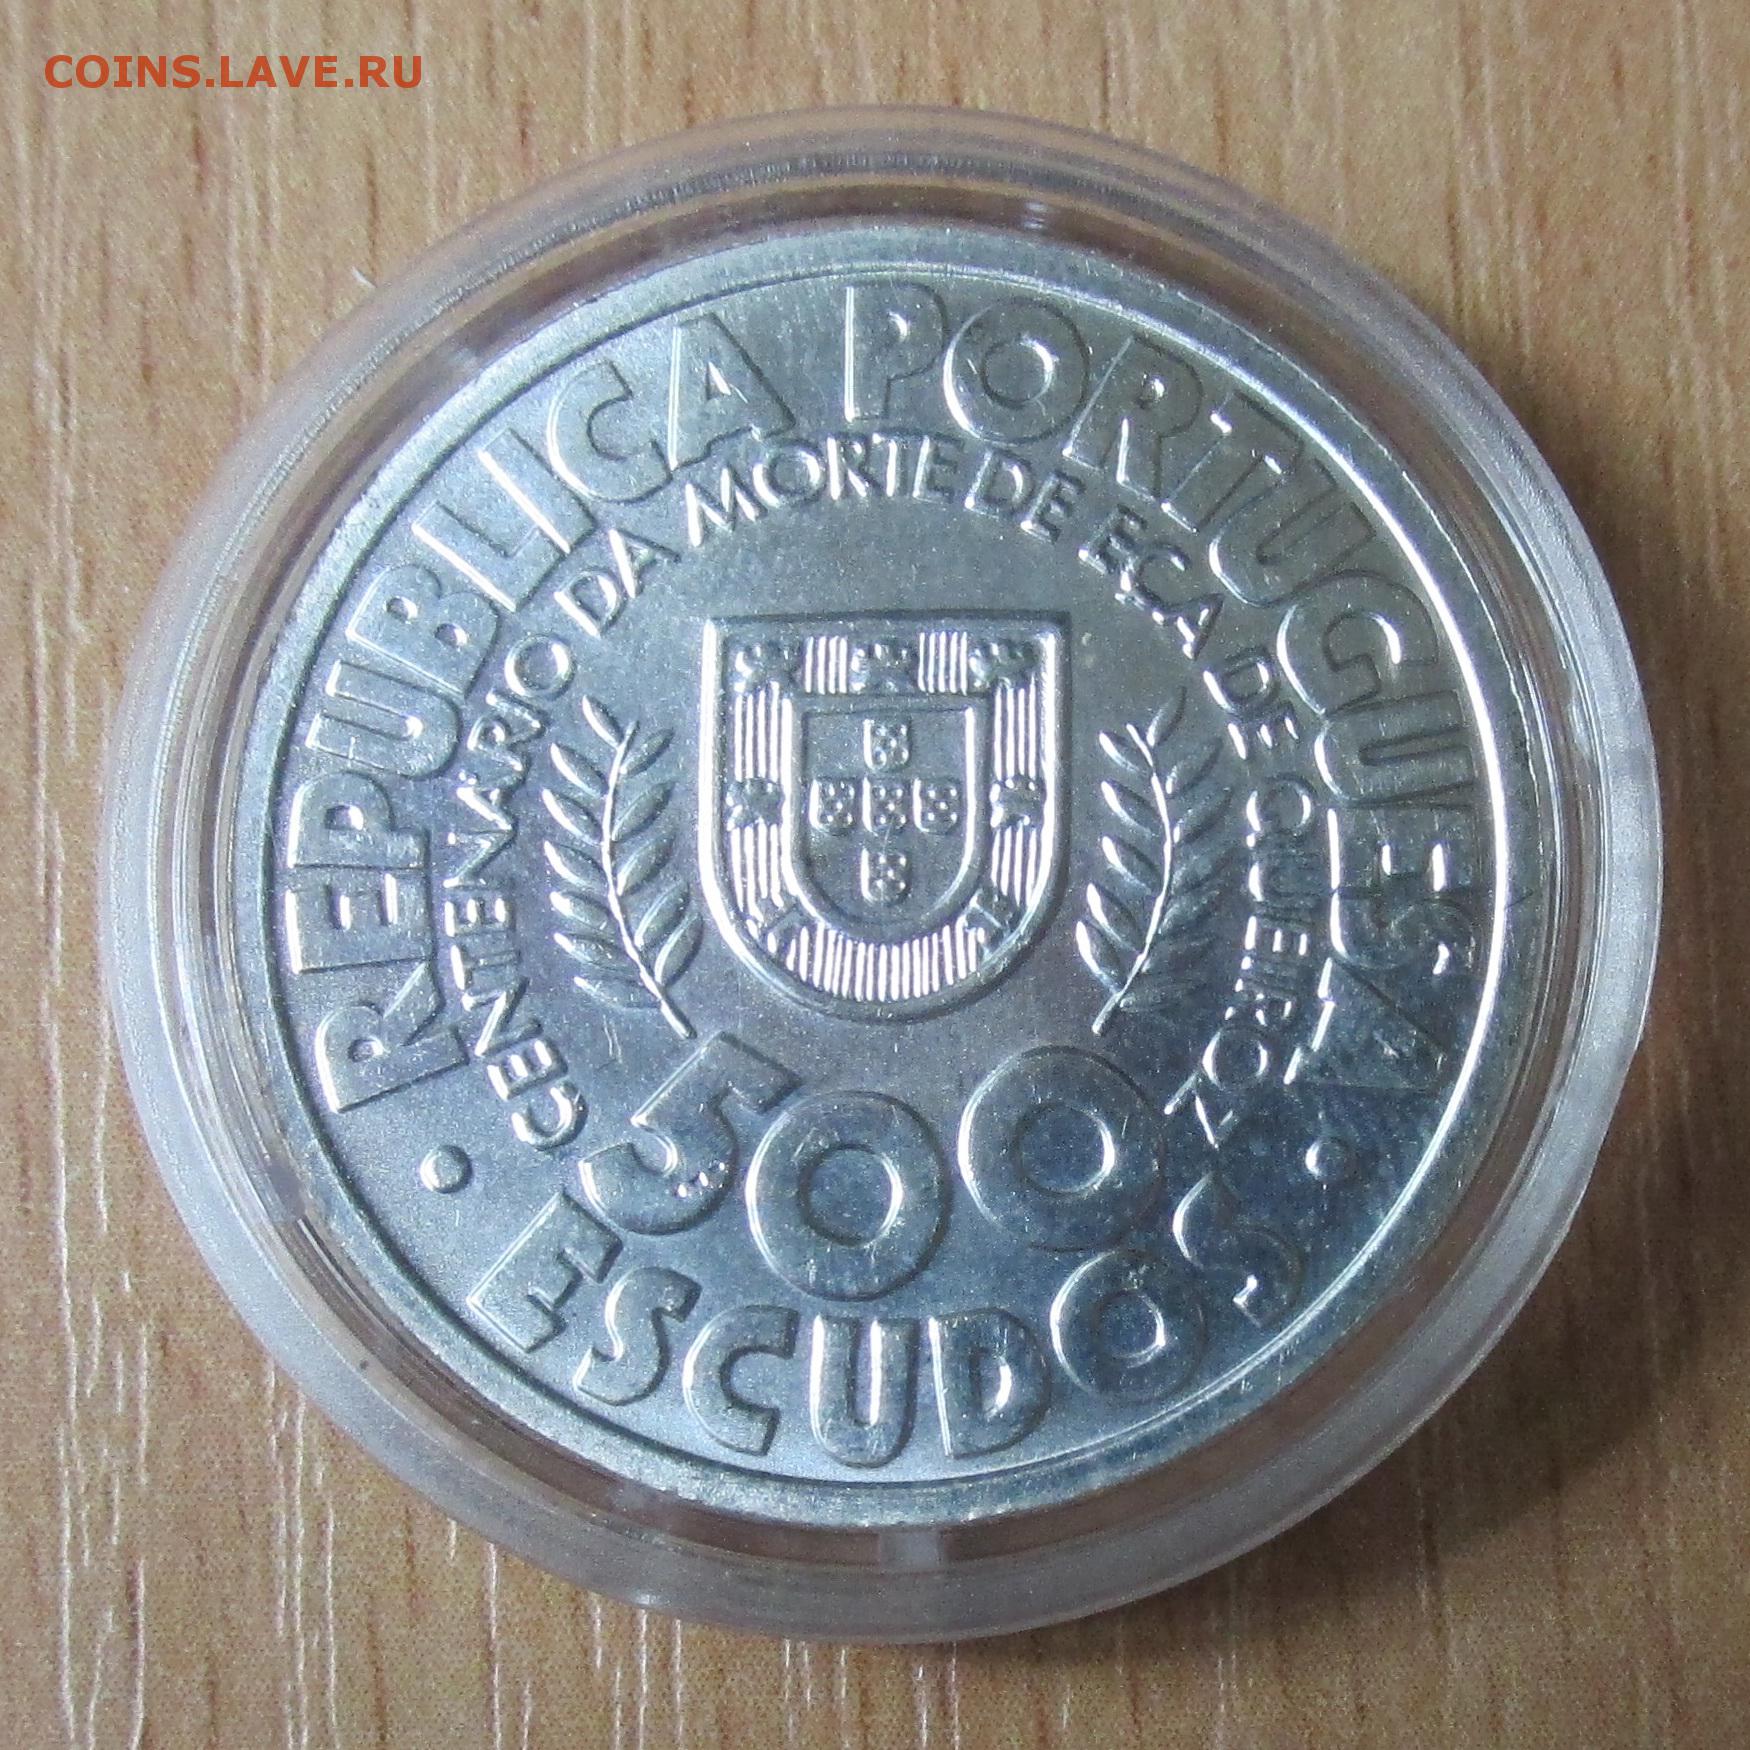 COINS.LAVE.RU
REPUBLICA PORTUGUESA
CENTENÁRIO DA MORTE DE EÇA DE QUEIROZ
500
ESCUDOS